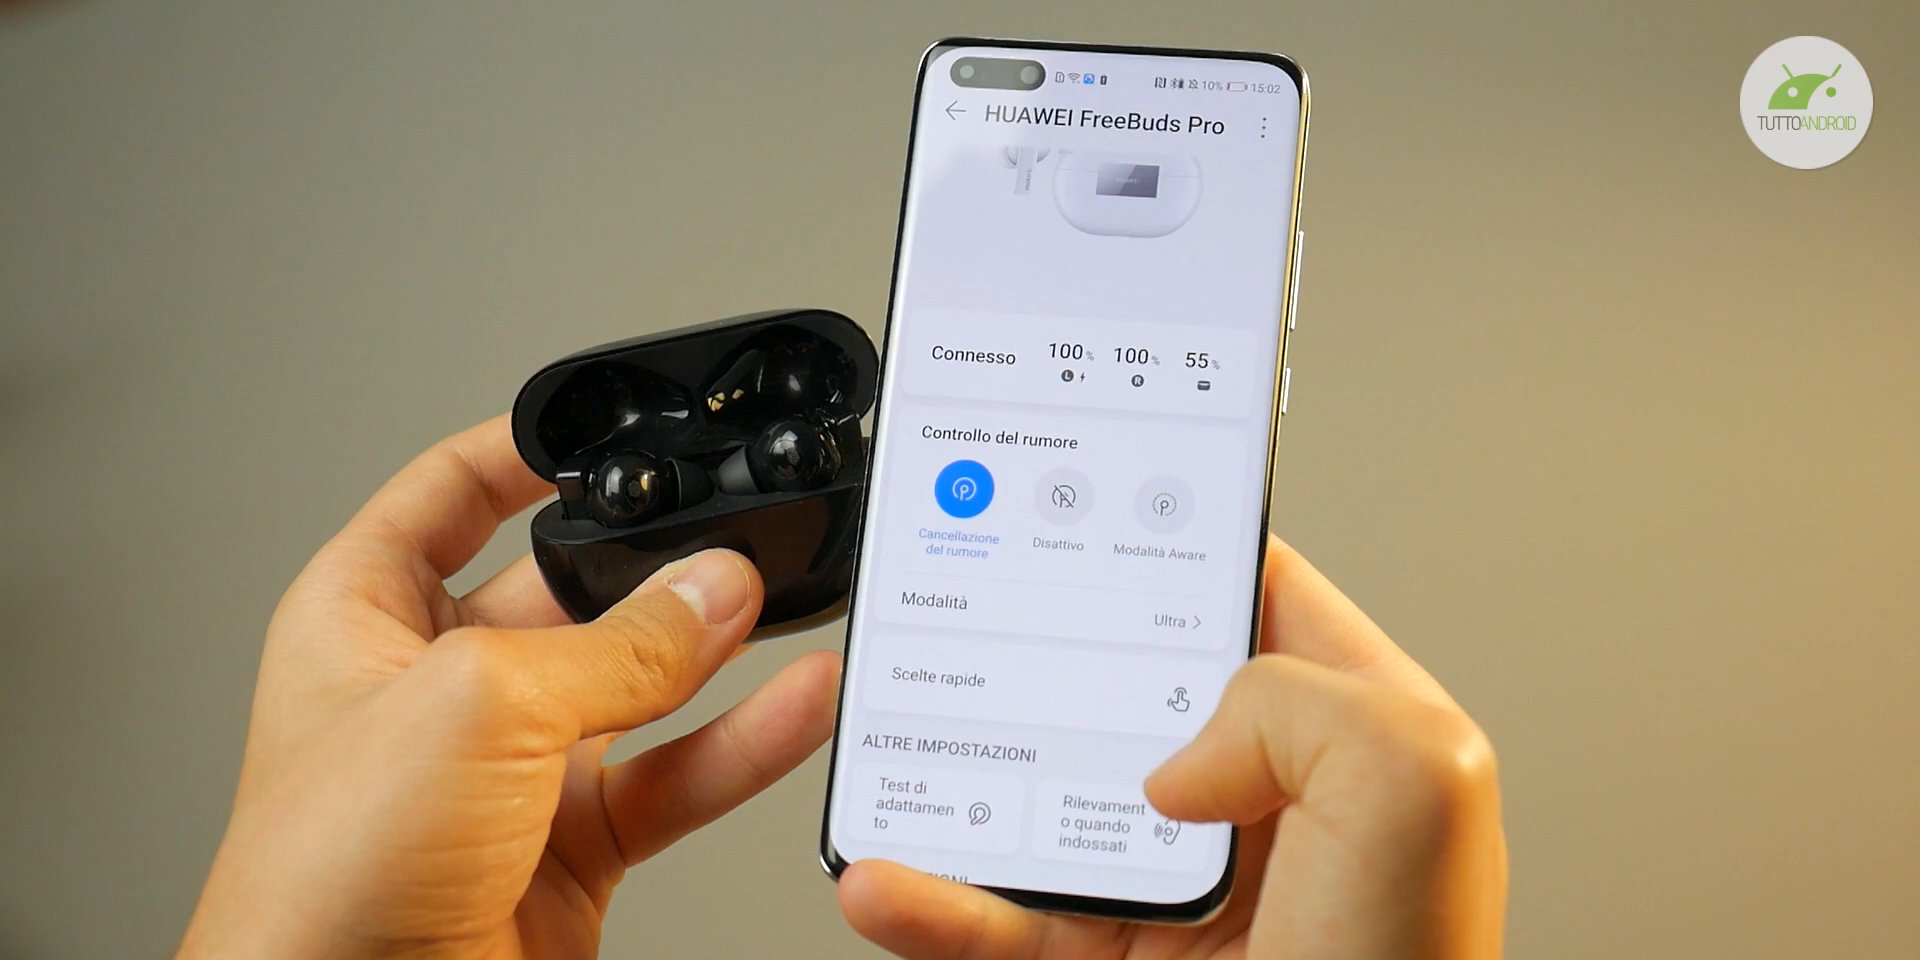 10% 15:02
HUAWEI FreeBuds Pro
TUTTOANDROID
HUAWEI
Connesso
100% 100% 55%
L R
Controllo del rumore
Cancellazione
del rumore
Disattivo
Modalità Aware
Modalità
Ultra
Scelte rapide
ALTRE IMPOSTAZIONI
Test di
adattamen
to
Rilevament
o quando
indossati